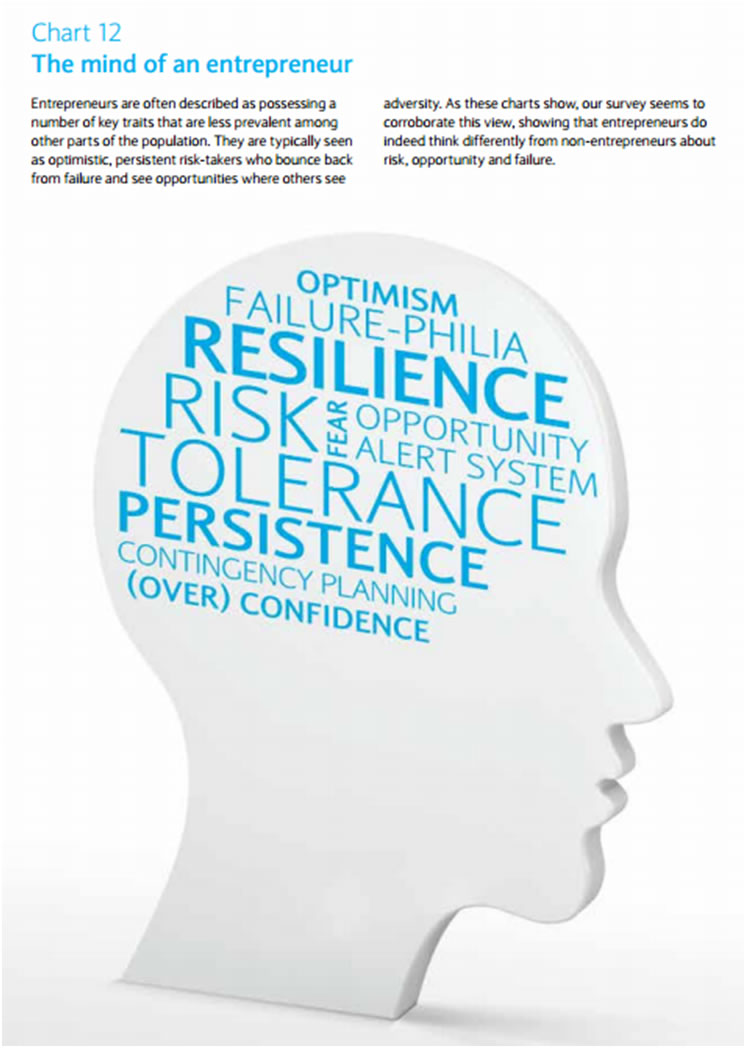 Chart 12
The mind of an entrepreneur
Entrepreneurs are often described as possessing a
number of key traits that are less prevalent among
other parts of the population. They are typically seen
as optimistic, persistent risk-takers who bounce back
from failure and see opportunities where others see
adversity. As these charts show, our survey seems to
corroborate this view, showing that entrepreneurs do
indeed think differently from non-entrepreneurs about
risk, opportunity and failure.
OPTIMISM
FAILURE-PHILIA
RESILIENCE
RISK
FEAR
OPPORTUNITY
ALERT SYSTEM
TOLERANCE
PERSISTENCE
CONTINGENCY PLANNING
(OVER) CONFIDENCE